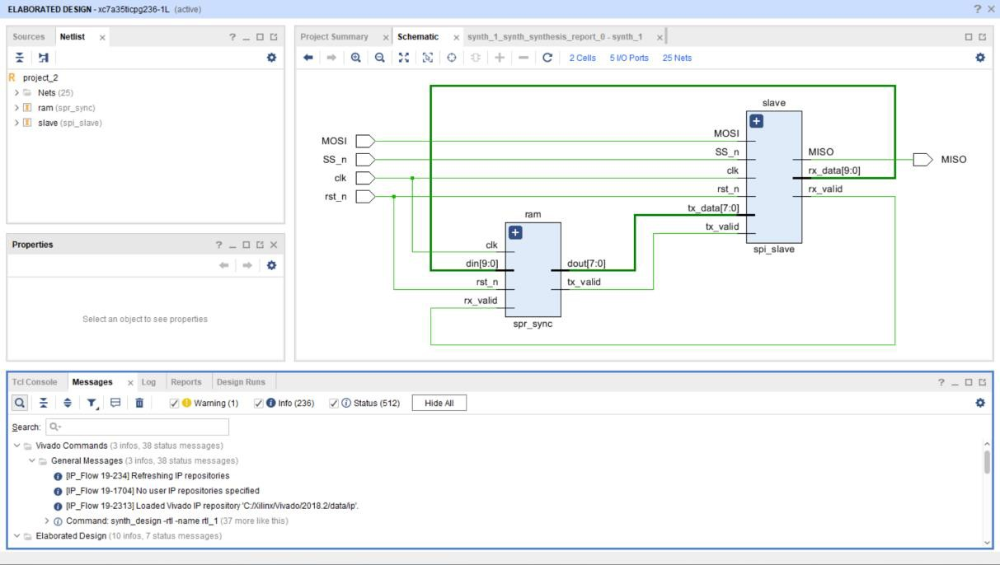 ELABORATED DESIGN - xc7a35ticpg236-1L (active)
Sources Netlist
project_2
Nets (25)
ram (spr_sync)
slave (spi_slave)
Properties
Select an object to see properties
Project Summary Schematic synth_1_synth_synthesis_report_0 - synth_1
2 Cells 5 I/O Ports 25 Nets
slave
MOSI MOSI
SS_n SS_n MISO MISO
clk clk rx_data[9:0]
rst_n rst_n rx_valid
tx_data[7:0]
ram tx_valid
clk spi_slave
din[9:0] dout[7:0]
rst_n tx_valid
rx_valid
spr_sync
Tcl Console Messages Log Reports Design Runs
Warning (1) Info (236) Status (512) Hide All
Search:
Vivado Commands (3 infos, 38 status messages)
General Messages (3 infos, 38 status messages)
[IP_Flow 19-234] Refreshing IP repositories
[IP_Flow 19-1704] No user IP repositories specified
[IP_Flow 19-2313] Loaded Vivado IP repository 'C:/Xilinx/Vivado/2018.2/data/ip'.
Command: synth_design -rtl -name rtl_1 (37 more like this)
Elaborated Design (10 infos, 7 status messages)